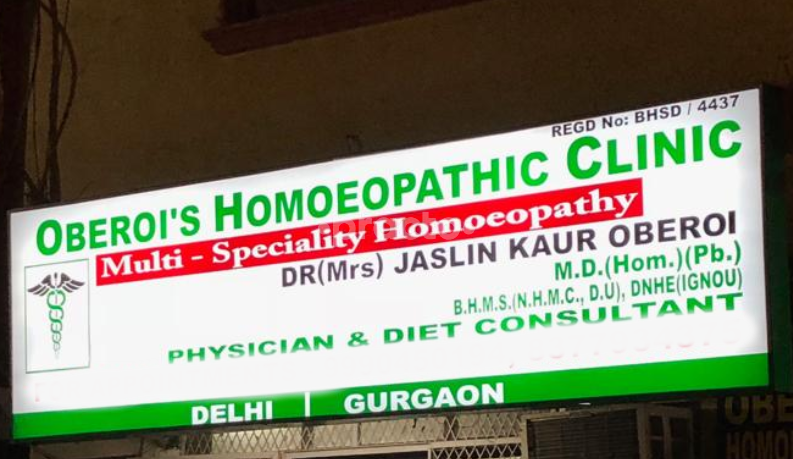 REGD No: BHSD / 4437
OBEROI'S HOMOEOPATHIC CLINIC
Multi - Speciality Homoeopathy
DR(Mrs) JASLIN KAUR OBEROI
M.D.(Hom.)(Pb.)
B.H.M.S.(N.H.M.C., D.U), DNHE(IGNOU)
PHYSICIAN & DIET CONSULTANT
DELHI | GURGAON